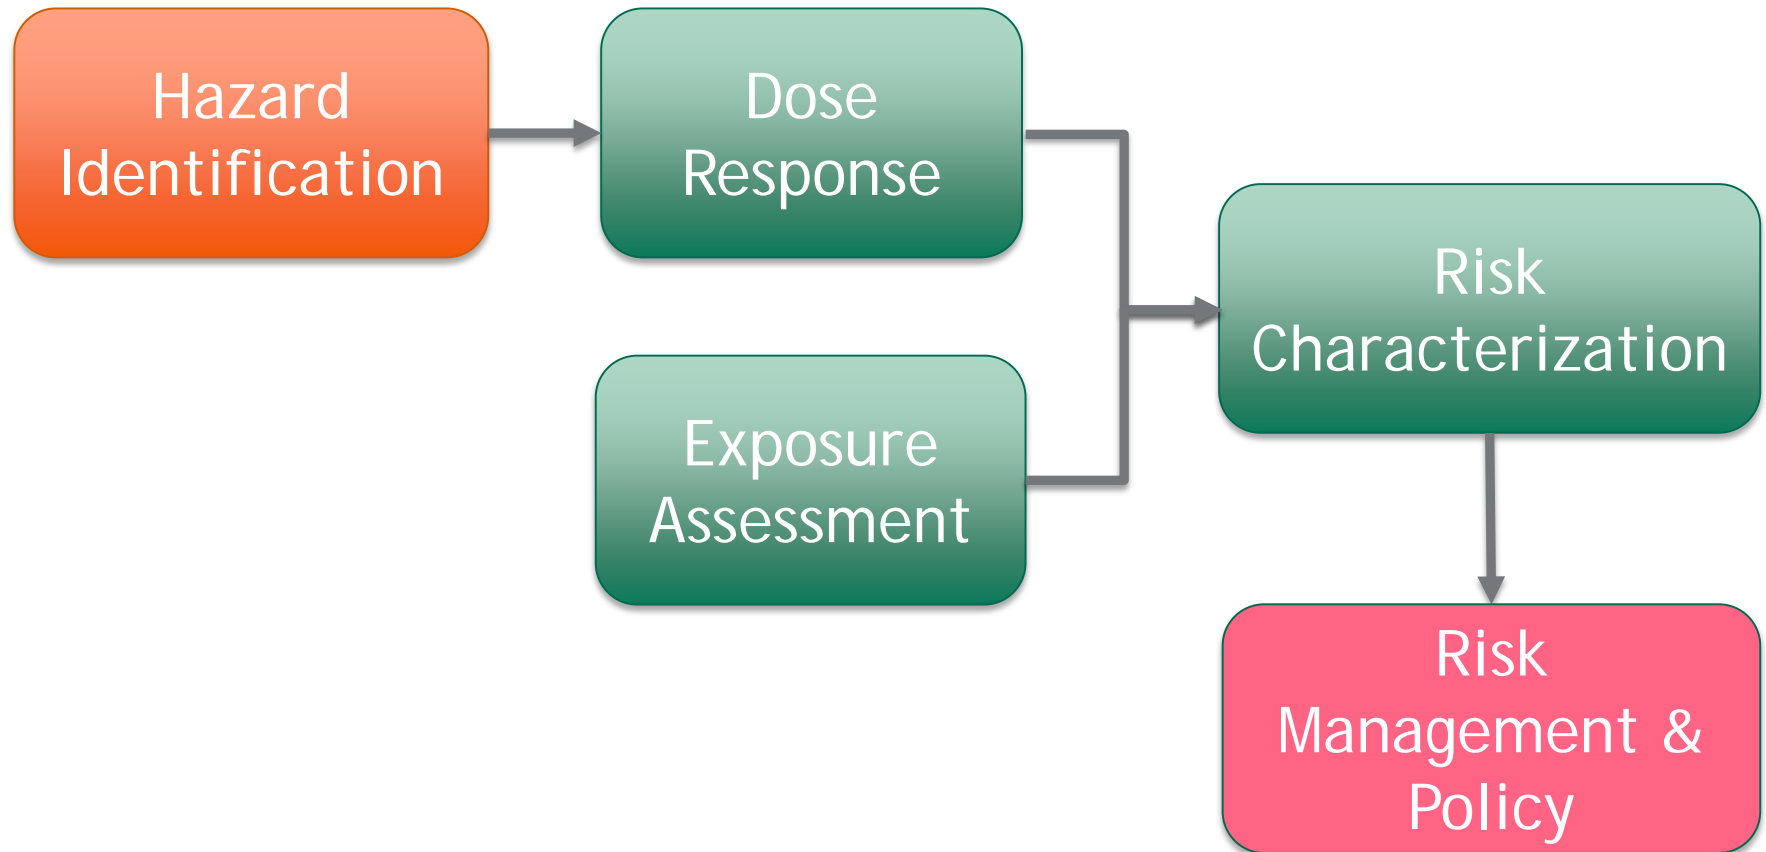 Hazard
Identification
Dose
Response
Exposure
Assessment
Risk
Characterization
Risk
Management &
Policy